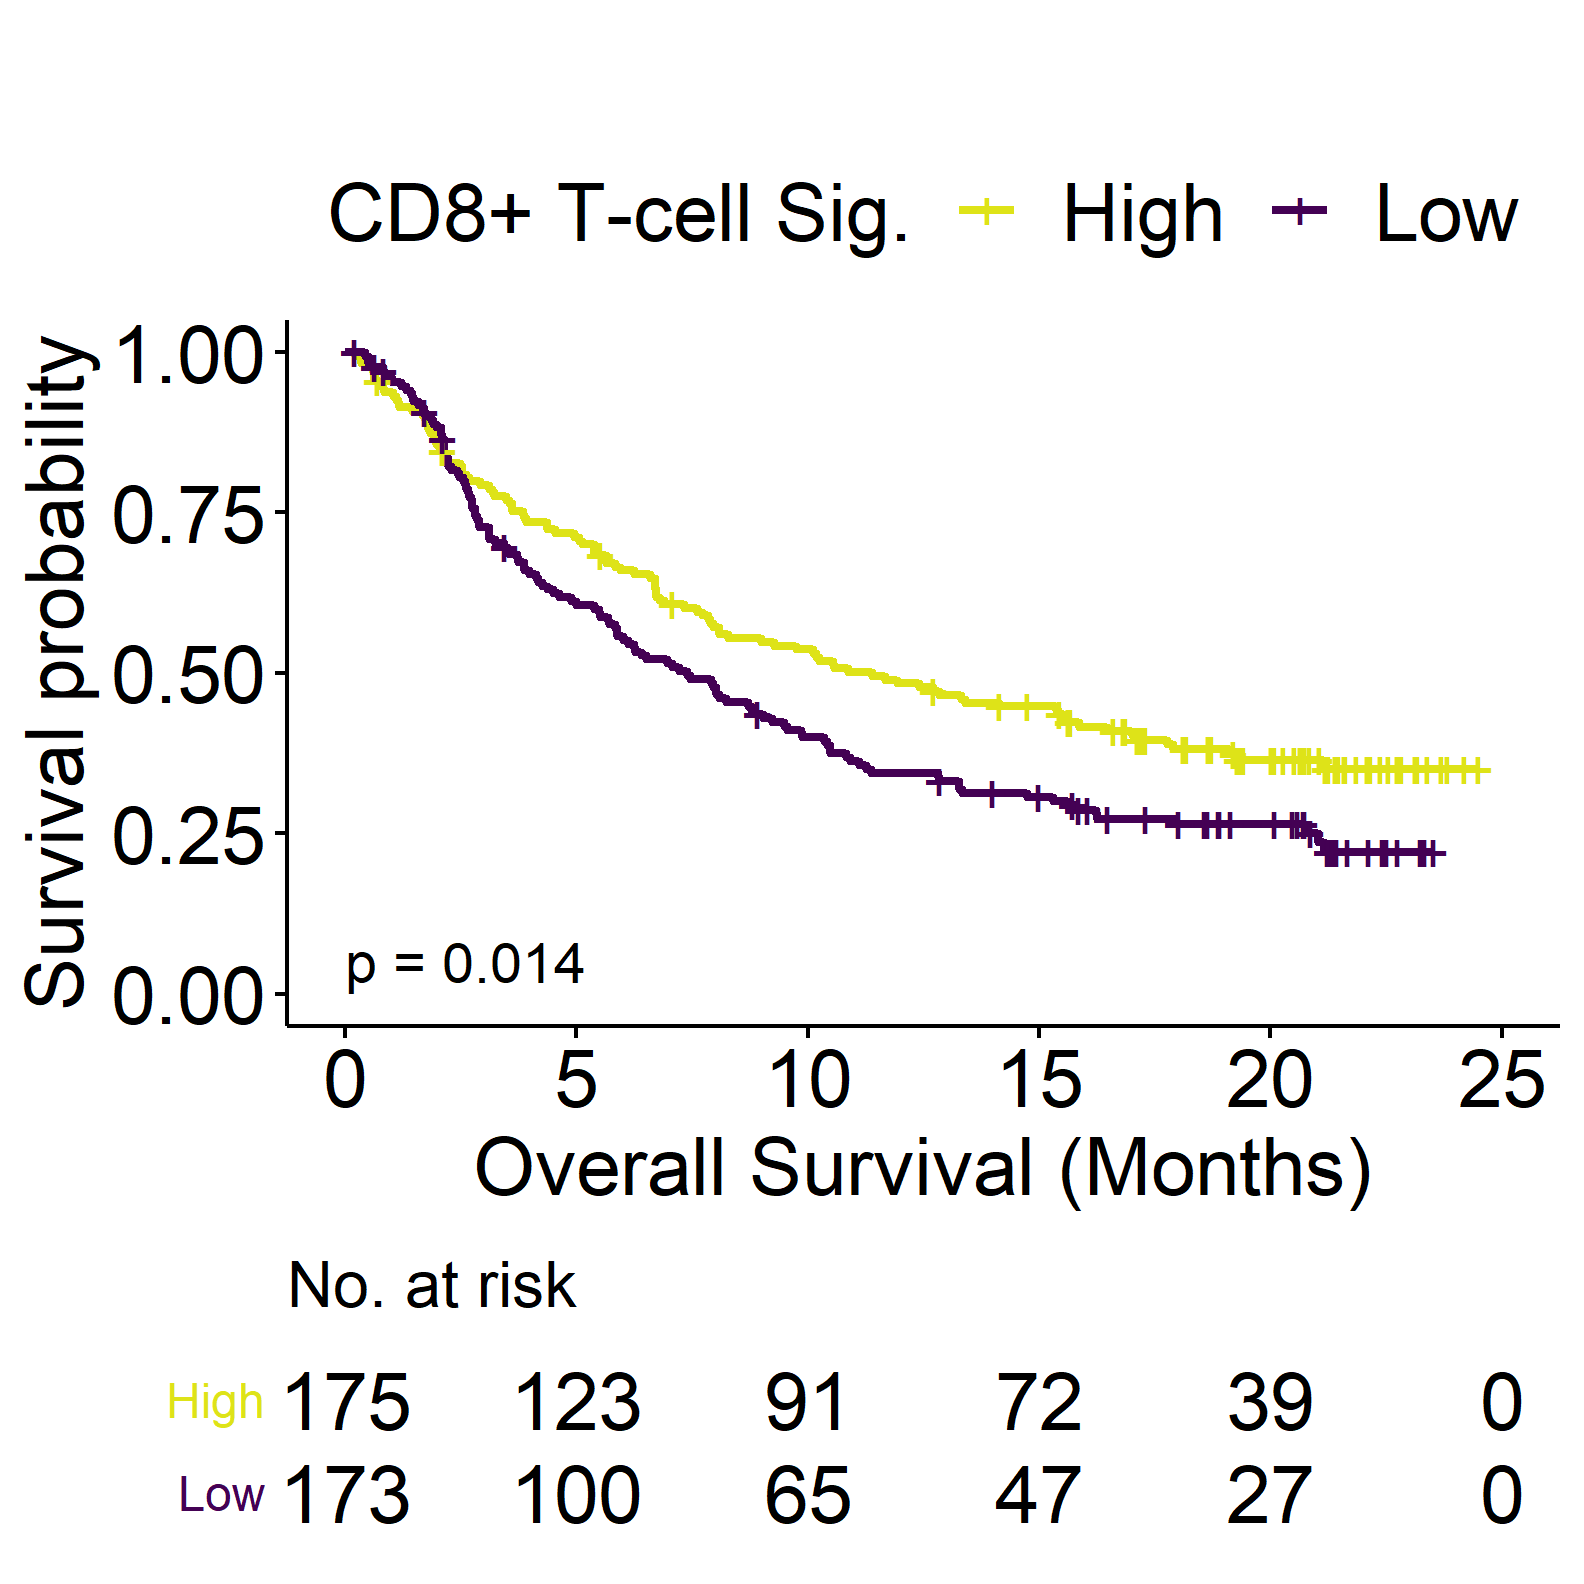 CD8+ T-cell Sig. High Low
Survival probability
1.00
0.75
0.50
0.25
0.00
p = 0.014
0 5 10 15 20 25
Overall Survival (Months)
No. at risk
High 175 123 91 72 39 0
Low 173 100 65 47 27 0